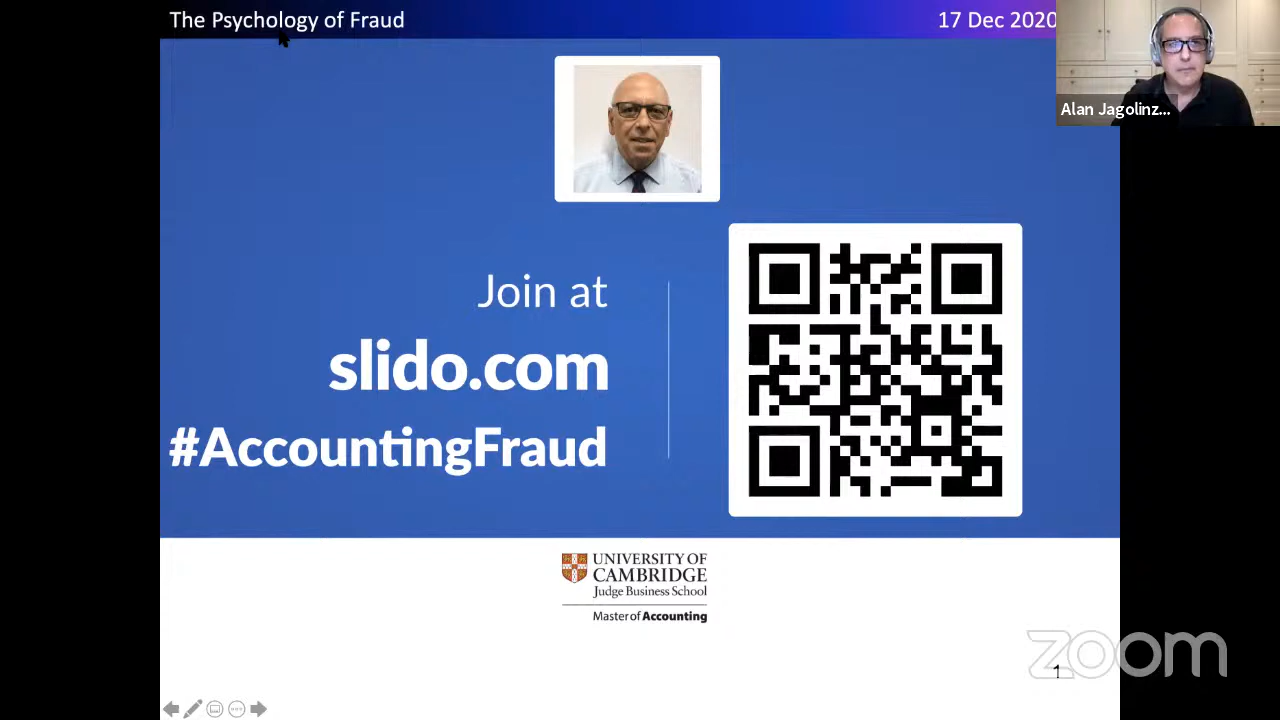 The Psychology of Fraud
17 Dec 2020
Alan Jagolinz...
Join at
slido.com
#AccountingFraud
UNIVERSITY OF
CAMBRIDGE
Judge Business School
Master of Accounting
zoom
1